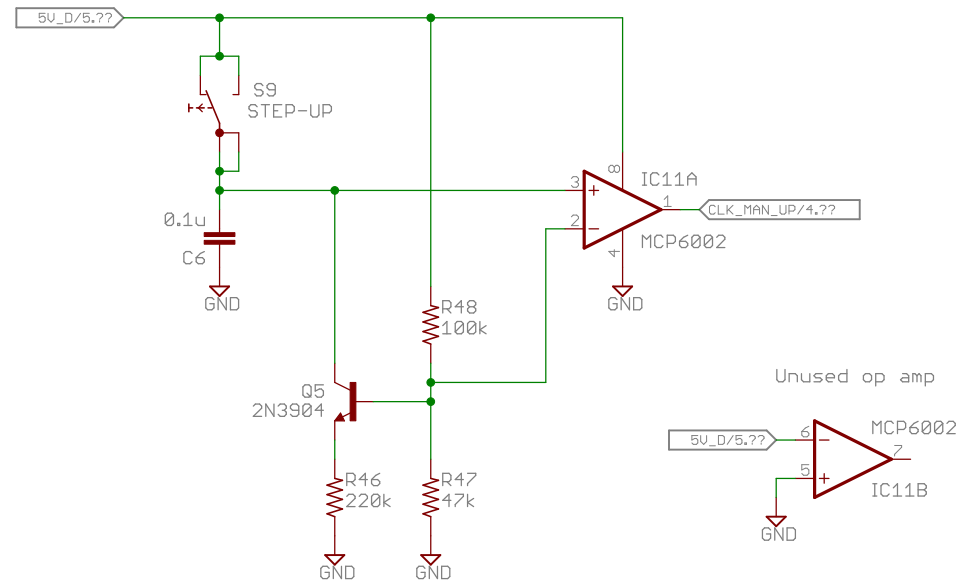 5V_D/5.??
S9
STEP-UP
8
3
IC11A
1
CLK_MAN_UP/4.??
2
MCP6002
4
0.1u
C6
GND
GND
R48
100k
Unused op amp
Q5
2N3904
MCP6002
5V_D/5.??
6
7
5
IC11B
R46
220k
R47
47k
GND
GND
GND